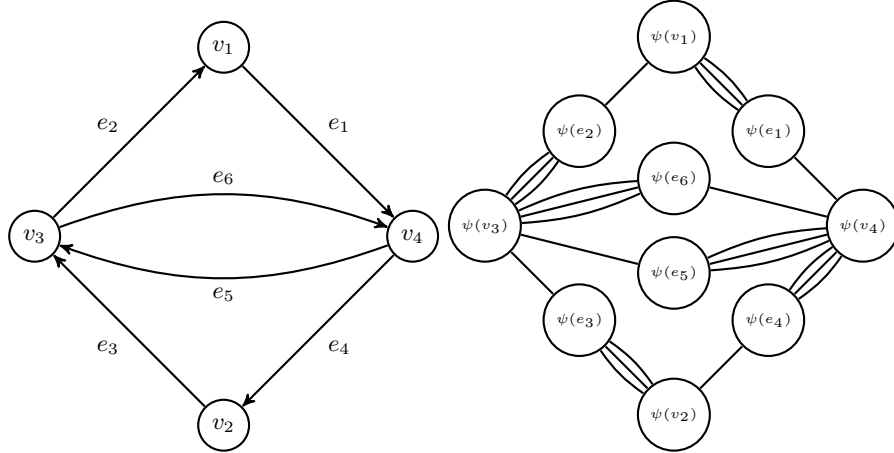 v₁
e₂
e₁
e₆
v₃
v₄
e₅
e₃
e₄
v₂
ψ(v₁)
ψ(e₂)
ψ(e₁)
ψ(e₆)
ψ(v₃)
ψ(v₄)
ψ(e₅)
ψ(e₃)
ψ(e₄)
ψ(v₂)